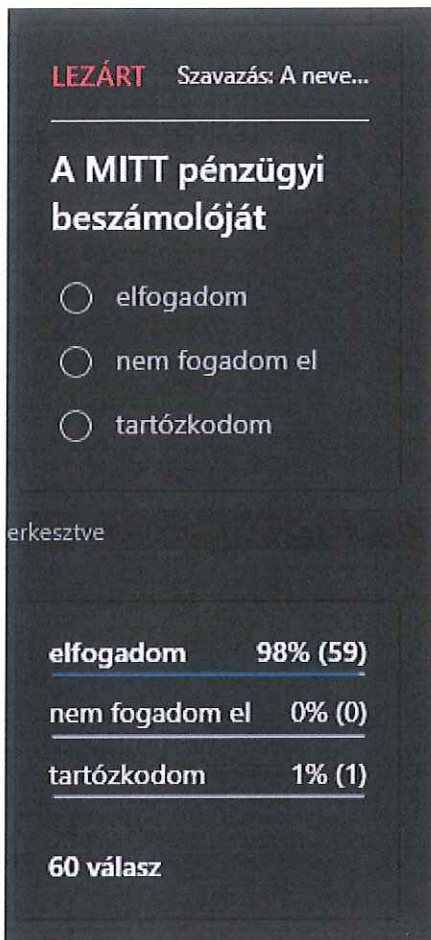 LEZÁRT Szavazás: A neve...
A MITT pénzügyi
beszámolóját
elfogadom
nem fogadom el
tartózkodom
erkesztve
elfogadom 98% (59)
nem fogadom el 0% (0)
tartózkodom 1% (1)
60 válasz